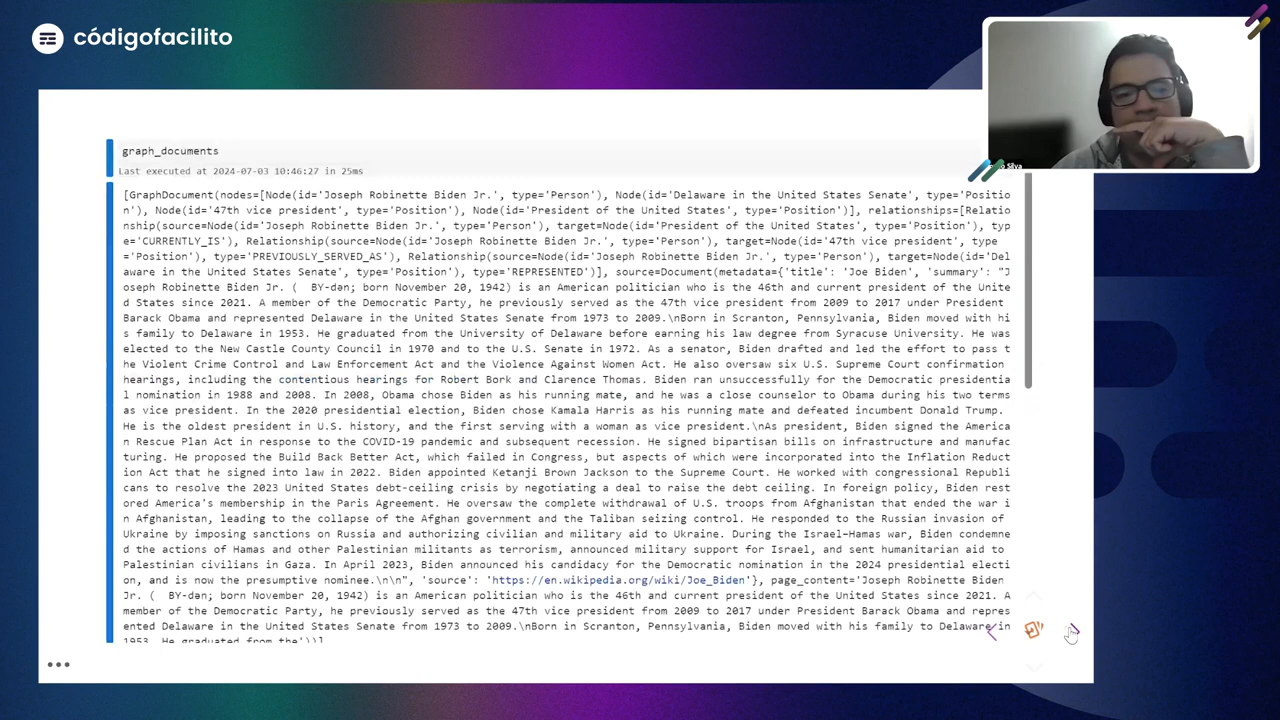 códigofacilito
Silva
graph_documents
Last executed at 2024-07-03 10:46:27 in 25ms
[GraphDocument(nodes=[Node(id='Joseph Robinette Biden Jr.', type='Person'), Node(id='Delaware in the United States Senate', type='Positio
n'), Node(id='47th vice president', type='Position'), Node(id='President of the United States', type='Position')], relationships=[Relatio
nship(source=Node(id='Joseph Robinette Biden Jr.', type='Person'), target=Node(id='President of the United States', type='Position'), typ
e='CURRENTLY_IS'), Relationship(source=Node(id='Joseph Robinette Biden Jr.', type='Person'), target=Node(id='47th vice president', type
='Position'), type='PREVIOUSLY_SERVED_AS'), Relationship(source=Node(id='Joseph Robinette Biden Jr.', type='Person'), target=Node(id='Del
aware in the United States Senate', type='Position'), type='REPRESENTED')], source=Document(metadata={'title': 'Joe Biden', 'summary': "J
oseph Robinette Biden Jr. (  BY-dan; born November 20, 1942) is an American politician who is the 46th and current president of the Unite
d States since 2021. A member of the Democratic Party, he previously served as the 47th vice president from 2009 to 2017 under President
Barack Obama and represented Delaware in the United States Senate from 1973 to 2009.\nBorn in Scranton, Pennsylvania, Biden moved with hi
s family to Delaware in 1953. He graduated from the University of Delaware before earning his law degree from Syracuse University. He was
elected to the New Castle County Council in 1970 and to the U.S. Senate in 1972. As a senator, Biden drafted and led the effort to pass t
he Violent Crime Control and Law Enforcement Act and the Violence Against Women Act. He also oversaw six U.S. Supreme Court confirmation
hearings, including the contentious hearings for Robert Bork and Clarence Thomas. Biden ran unsuccessfully for the Democratic presidentia
l nomination in 1988 and 2008. In 2008, Obama chose Biden as his running mate, and he was a close counselor to Obama during his two terms
as vice president. In the 2020 presidential election, Biden chose Kamala Harris as his running mate and defeated incumbent Donald Trump.
He is the oldest president in U.S. history, and the first serving with a woman as vice president.\nAs president, Biden signed the America
n Rescue Plan Act in response to the COVID-19 pandemic and subsequent recession. He signed bipartisan bills on infrastructure and manufac
turing. He proposed the Build Back Better Act, which failed in Congress, but aspects of which were incorporated into the Inflation Reduct
ion Act that he signed into law in 2022. Biden appointed Ketanji Brown Jackson to the Supreme Court. He worked with congressional Republi
cans to resolve the 2023 United States debt-ceiling crisis by negotiating a deal to raise the debt ceiling. In foreign policy, Biden rest
ored America's membership in the Paris Agreement. He oversaw the complete withdrawal of U.S. troops from Afghanistan that ended the war i
n Afghanistan, leading to the collapse of the Afghan government and the Taliban seizing control. He responded to the Russian invasion of
Ukraine by imposing sanctions on Russia and authorizing civilian and military aid to Ukraine. During the Israel–Hamas war, Biden condemne
d the actions of Hamas and other Palestinian militants as terrorism, announced military support for Israel, and sent humanitarian aid to
Palestinian civilians in Gaza. In April 2023, Biden announced his candidacy for the Democratic nomination in the 2024 presidential electi
on, and is now the presumptive nominee.\n\n", 'source': 'https://en.wikipedia.org/wiki/Joe_Biden'}, page_content='Joseph Robinette Biden
Jr. (  BY-dan; born November 20, 1942) is an American politician who is the 46th and current president of the United States since 2021. A
member of the Democratic Party, he previously served as the 47th vice president from 2009 to 2017 under President Barack Obama and repres
ented Delaware in the United States Senate from 1973 to 2009.\nBorn in Scranton, Pennsylvania, Biden moved with his family to Delaware in
1953. He graduated from the'))]